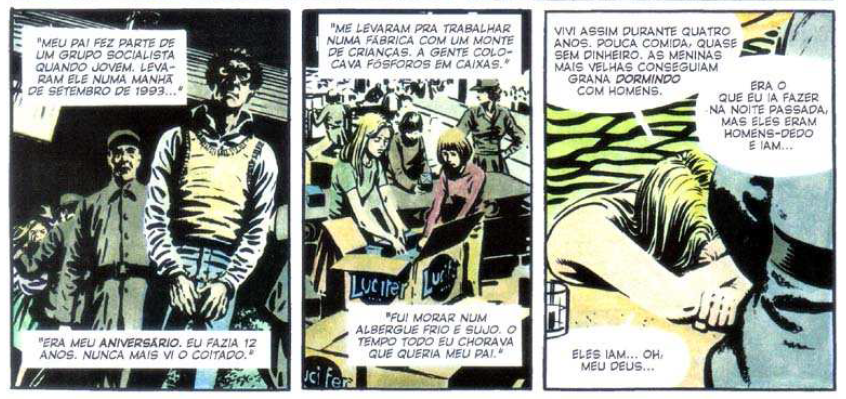 "MEU PAI FEZ PARTE DE
UM GRUPO SOCIALISTA
QUANDO JOVEM. LEVA-
RAM ELE NUMA MANHÃ
DE SETEMBRO DE 1993..."
"ERA MEU ANIVERSÁRIO. EU FAZIA 12
ANOS. NUNCA MAIS VI O COITADO."
"ME LEVARAM PRA TRABALHAR
NUMA FÁBRICA COM UM MONTE
DE CRIANÇAS. A GENTE COLO-
CAVA FÓSFOROS EM CAIXAS."
LUCIFER
LUCIFER
"FUI MORAR NUM
ALBERGUE FRIO E SUJO. O
TEMPO TODO EU CHORAVA
QUE QUERIA MEU PAI."
UCIFER
VIVI ASSIM DURANTE QUATRO
ANOS. POUCA COMIDA, QUASE
SEM DINHEIRO. AS MENINAS
MAIS VELHAS CONSEGUIAM
GRANA DORMINDO
COM HOMENS.
ERA O
QUE EU IA FAZER
NA NOITE PASSADA,
MAS ELES ERAM
HOMENS-DEDO
E IAM...
ELES IAM... OH,
MEU DEUS...